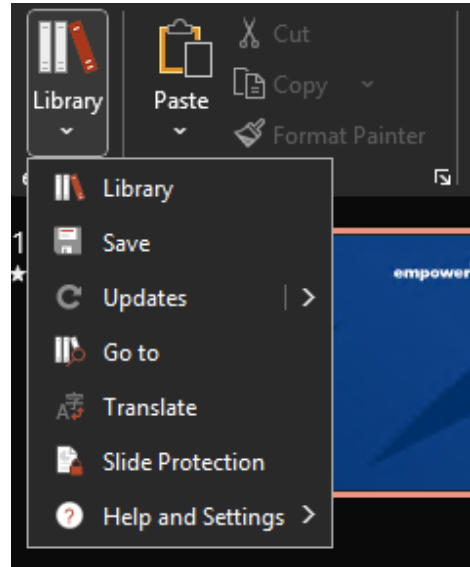 Library
Paste
Cut
Copy
Format Painter
Library
Save
Updates
Go to
Translate
Slide Protection
Help and Settings
1
empower